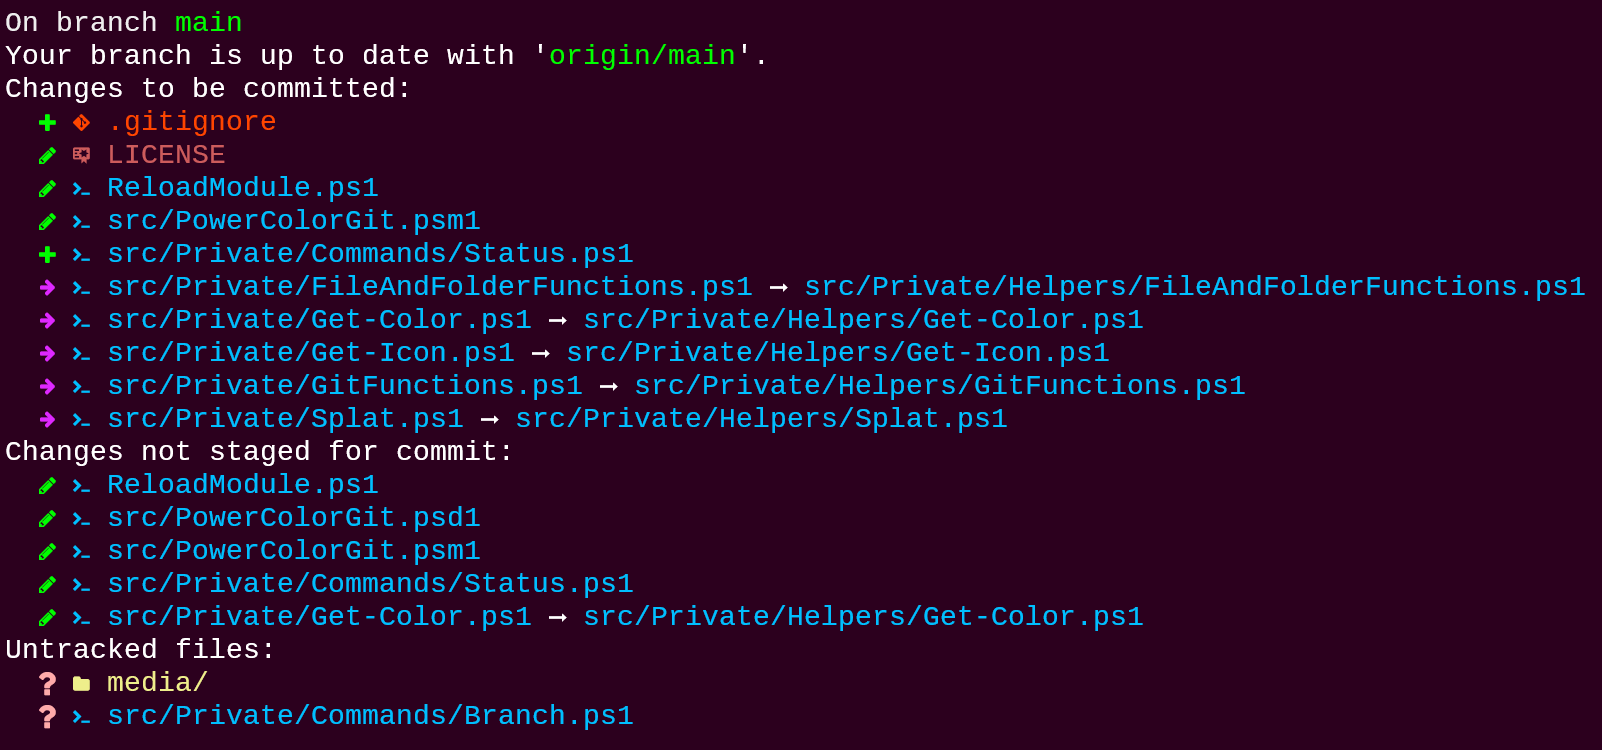 On branch main
Your branch is up to date with 'origin/main'.
Changes to be committed:
.gitignore
LICENSE
ReloadModule.ps1
src/PowerColorGit.psm1
src/Private/Commands/Status.ps1
src/Private/FileAndFolderFunctions.ps1 → src/Private/Helpers/FileAndFolderFunctions.ps1
src/Private/Get-Color.ps1 → src/Private/Helpers/Get-Color.ps1
src/Private/Get-Icon.ps1 → src/Private/Helpers/Get-Icon.ps1
src/Private/GitFunctions.ps1 → src/Private/Helpers/GitFunctions.ps1
src/Private/Splat.ps1 → src/Private/Helpers/Splat.ps1
Changes not staged for commit:
ReloadModule.ps1
src/PowerColorGit.psd1
src/PowerColorGit.psm1
src/Private/Commands/Status.ps1
src/Private/Get-Color.ps1 → src/Private/Helpers/Get-Color.ps1
Untracked files:
? media/
? src/Private/Commands/Branch.ps1